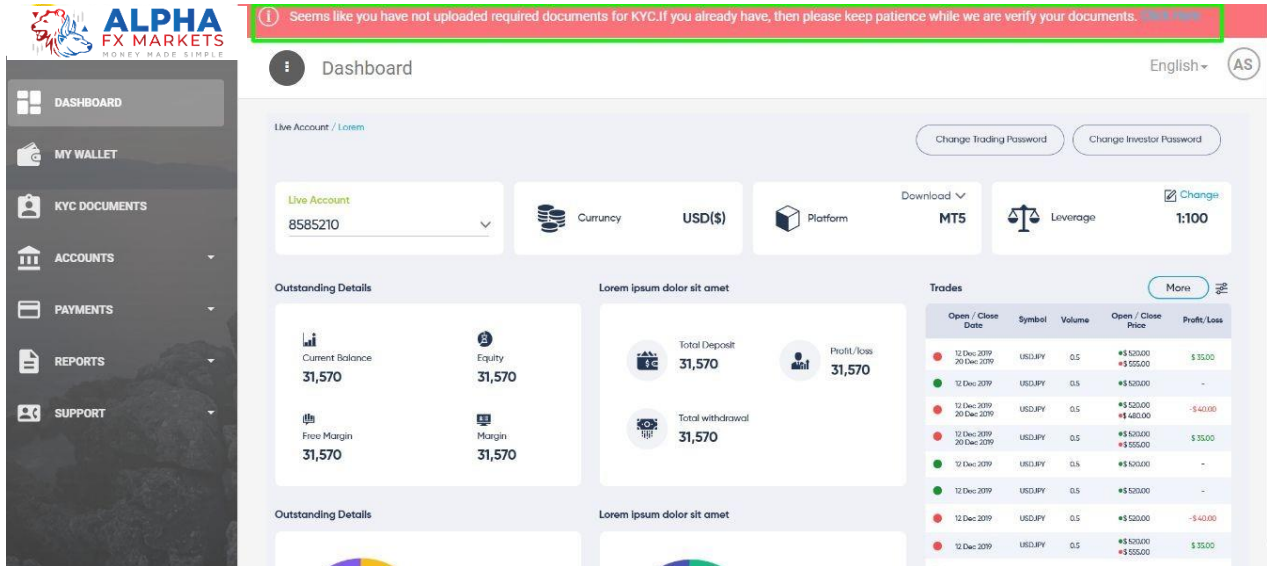 ALPHA
FX MARKETS
MONEY MADE SIMPLE
Seems like you have not uploaded required documents for KYC.If you already have, then please keep patience while we are verify your documents.
Dashboard
English
AS
DASHBOARD
MY WALLET
KYC DOCUMENTS
ACCOUNTS
PAYMENTS
REPORTS
SUPPORT
Live Account / Lorem
Change Trading Password
Change Investor Password
Live Account
8585210
Curruncy USD($)
Platform
Download
MT5
Leverage
Change
1:100
Outstanding Details
Current Balance
31,570
Equity
31,570
Free Margin
31,570
Margin
31,570
Lorem ipsum dolor sit amet
Total Deposit
31,570
Profit/loss
31,570
Total withdrawal
31,570
Trades
More
Open / Close Date Symbol Volume Open / Close Price Profit/Loss
12 Dec 2019 20 Dec 2019 USDJPY 0.5 $ 520.00 $ 555.00 $ 35.00
12 Dec 2019 USDJPY 0.5 $ 520.00 -
12 Dec 2019 20 Dec 2019 USDJPY 0.5 $ 520.00 $ 480.00 -$40.00
12 Dec 2019 20 Dec 2019 USDJPY 0.5 $ 520.00 $ 555.00 $ 35.00
12 Dec 2019 USDJPY 0.5 $ 520.00 -
12 Dec 2019 USDJPY 0.5 $ 520.00 -
12 Dec 2019 USDJPY 0.5 $ 520.00 -$40.00
12 Dec 2019 USDJPY 0.5 $ 520.00 $ 555.00 $ 35.00
Outstanding Details
Lorem ipsum dolor sit amet